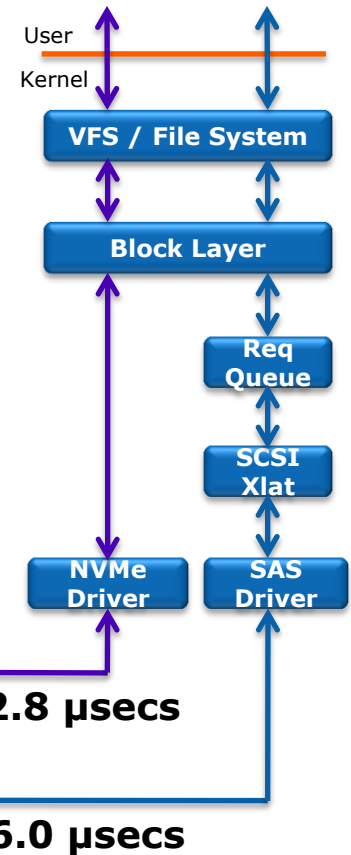 User
Kernel
VFS / File System
Block Layer
Req
Queue
SCSI
Xlat
NVMe
Driver
SAS
Driver
2.8 µsecs
6.0 µsecs